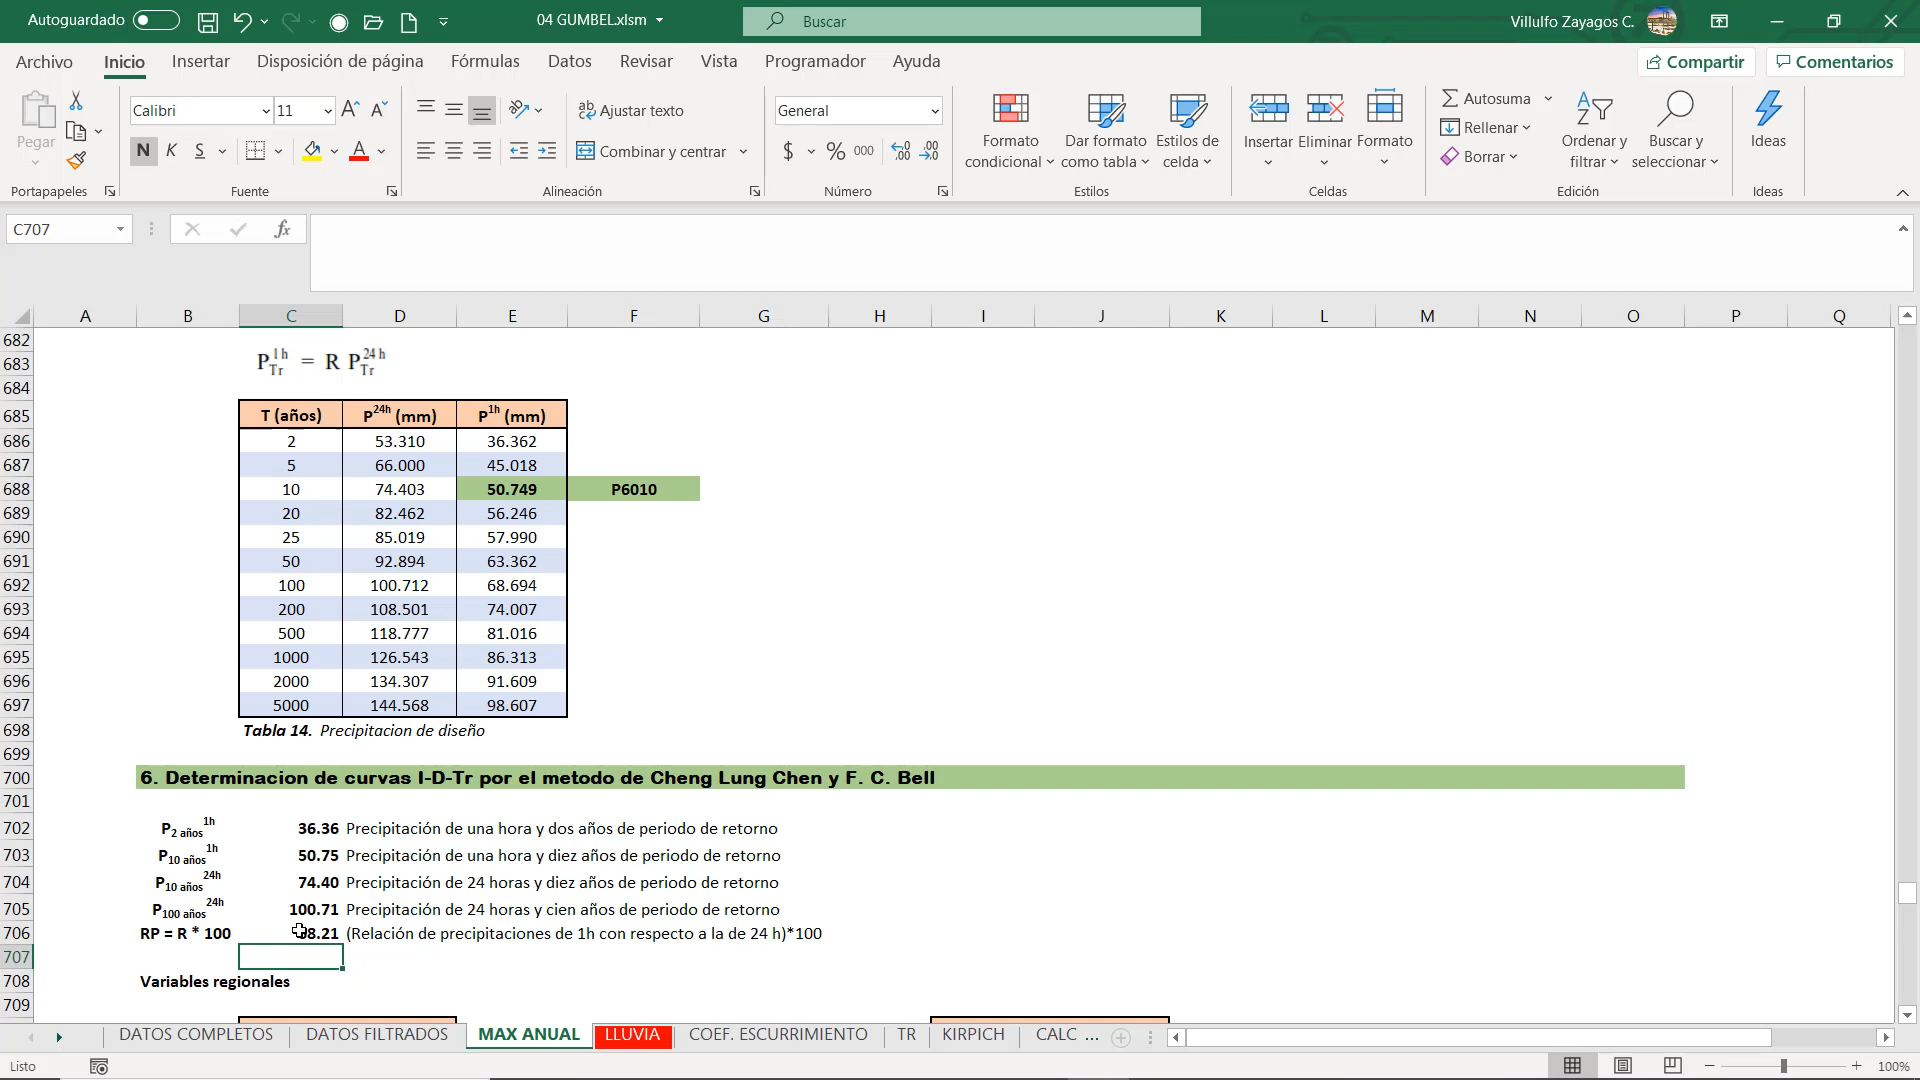 Autoguardado
04 GUMBEL.xlsm
Buscar
Villulfo Zayagos C.
Archivo Inicio Insertar Disposición de página Fórmulas Datos Revisar Vista Programador Ayuda
Compartir Comentarios
Pegar
Portapapeles
Calibri 11
N K S
Fuente
Ajustar texto
Combinar y centrar
Alineación
General
$ % 000
Número
Formato condicional
Dar formato como tabla
Estilos de celda
Estilos
Insertar Eliminar Formato
Celdas
Autosuma
Rellenar
Borrar
Ordenar y filtrar
Buscar y seleccionar
Edición
Ideas
Ideas
C707
fx
A B C D E F G H I J K L M N O P Q
682
683 P Tr 1h = R P Tr 24h
684
685 T (años) P24h (mm) P1h (mm)
686 2 53.310 36.362
687 5 66.000 45.018
688 10 74.403 50.749 P6010
689 20 82.462 56.246
690 25 85.019 57.990
691 50 92.894 63.362
692 100 100.712 68.694
693 200 108.501 74.007
694 500 118.777 81.016
695 1000 126.543 86.313
696 2000 134.307 91.609
697 5000 144.568 98.607
698 Tabla 14. Precipitacion de diseño
699
700 6. Determinacion de curvas I-D-Tr por el metodo de Cheng Lung Chen y F. C. Bell
701
702 P2 años 1h 36.36 Precipitación de una hora y dos años de periodo de retorno
703 P10 años 1h 50.75 Precipitación de una hora y diez años de periodo de retorno
704 P10 años 24h 74.40 Precipitación de 24 horas y diez años de periodo de retorno
705 P100 años 24h 100.71 Precipitación de 24 horas y cien años de periodo de retorno
706 RP = R * 100 8.21 (Relación de precipitaciones de 1h con respecto a la de 24 h)*100
707
708 Variables regionales
709
DATOS COMPLETOS DATOS FILTRADOS MAX ANUAL LLUVIA COEF. ESCURRIMIENTO TR KIRPICH CALC ...
Listo
100%